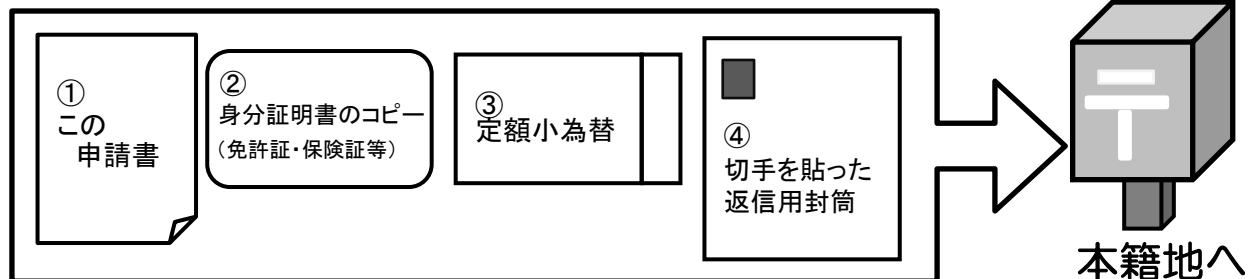 ①
この
申請書
②
身分証明書のコピー
(免許証・保険証等)
③
定額小為替
④
切手を貼った
返信用封筒
〒
本籍地へ